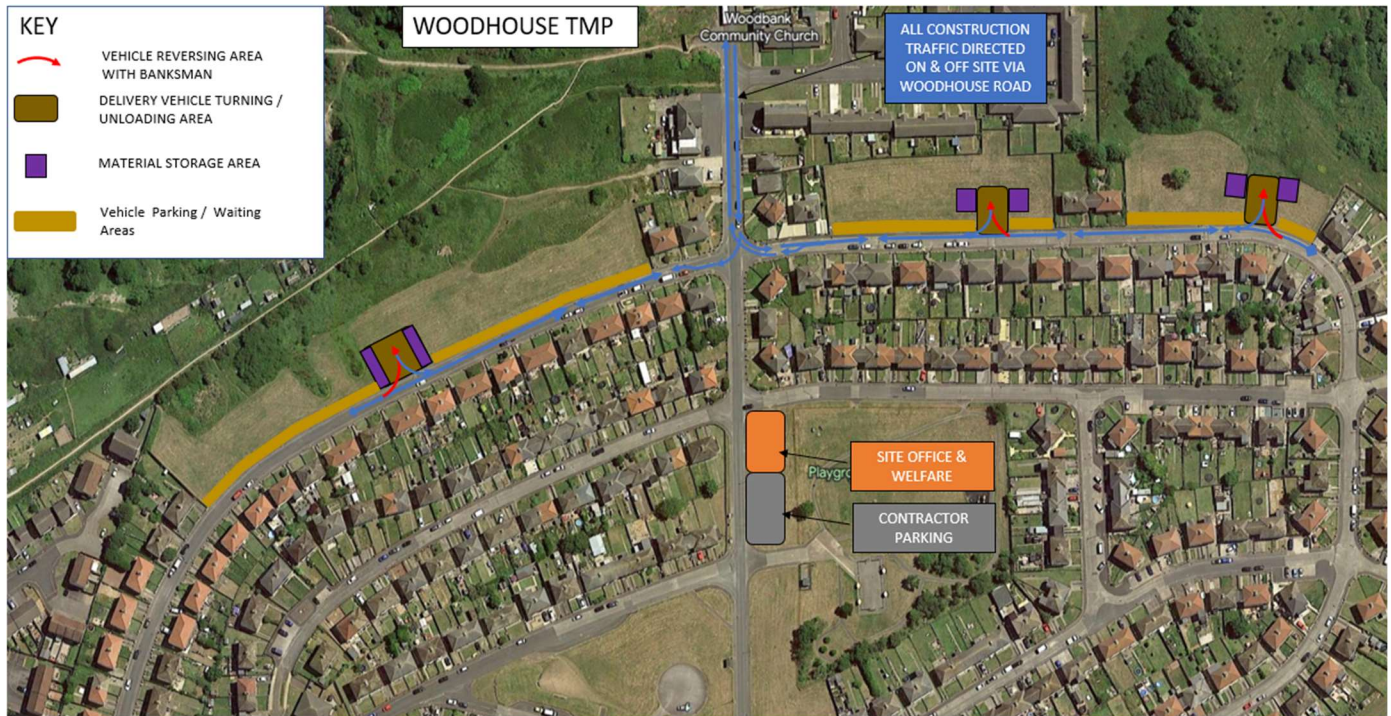 KEY
VEHICLE REVERSING AREA
WITH BANKSMAN
DELIVERY VEHICLE TURNING /
UNLOADING AREA
MATERIAL STORAGE AREA
Vehicle Parking / Waiting
Areas
WOODHOUSE TMP
Woodbank
Community Church
ALL CONSTRUCTION
TRAFFIC DIRECTED
ON & OFF SITE VIA
WOODHOUSE ROAD
SITE OFFICE &
WELFARE
Playgro
CONTRACTOR
PARKING